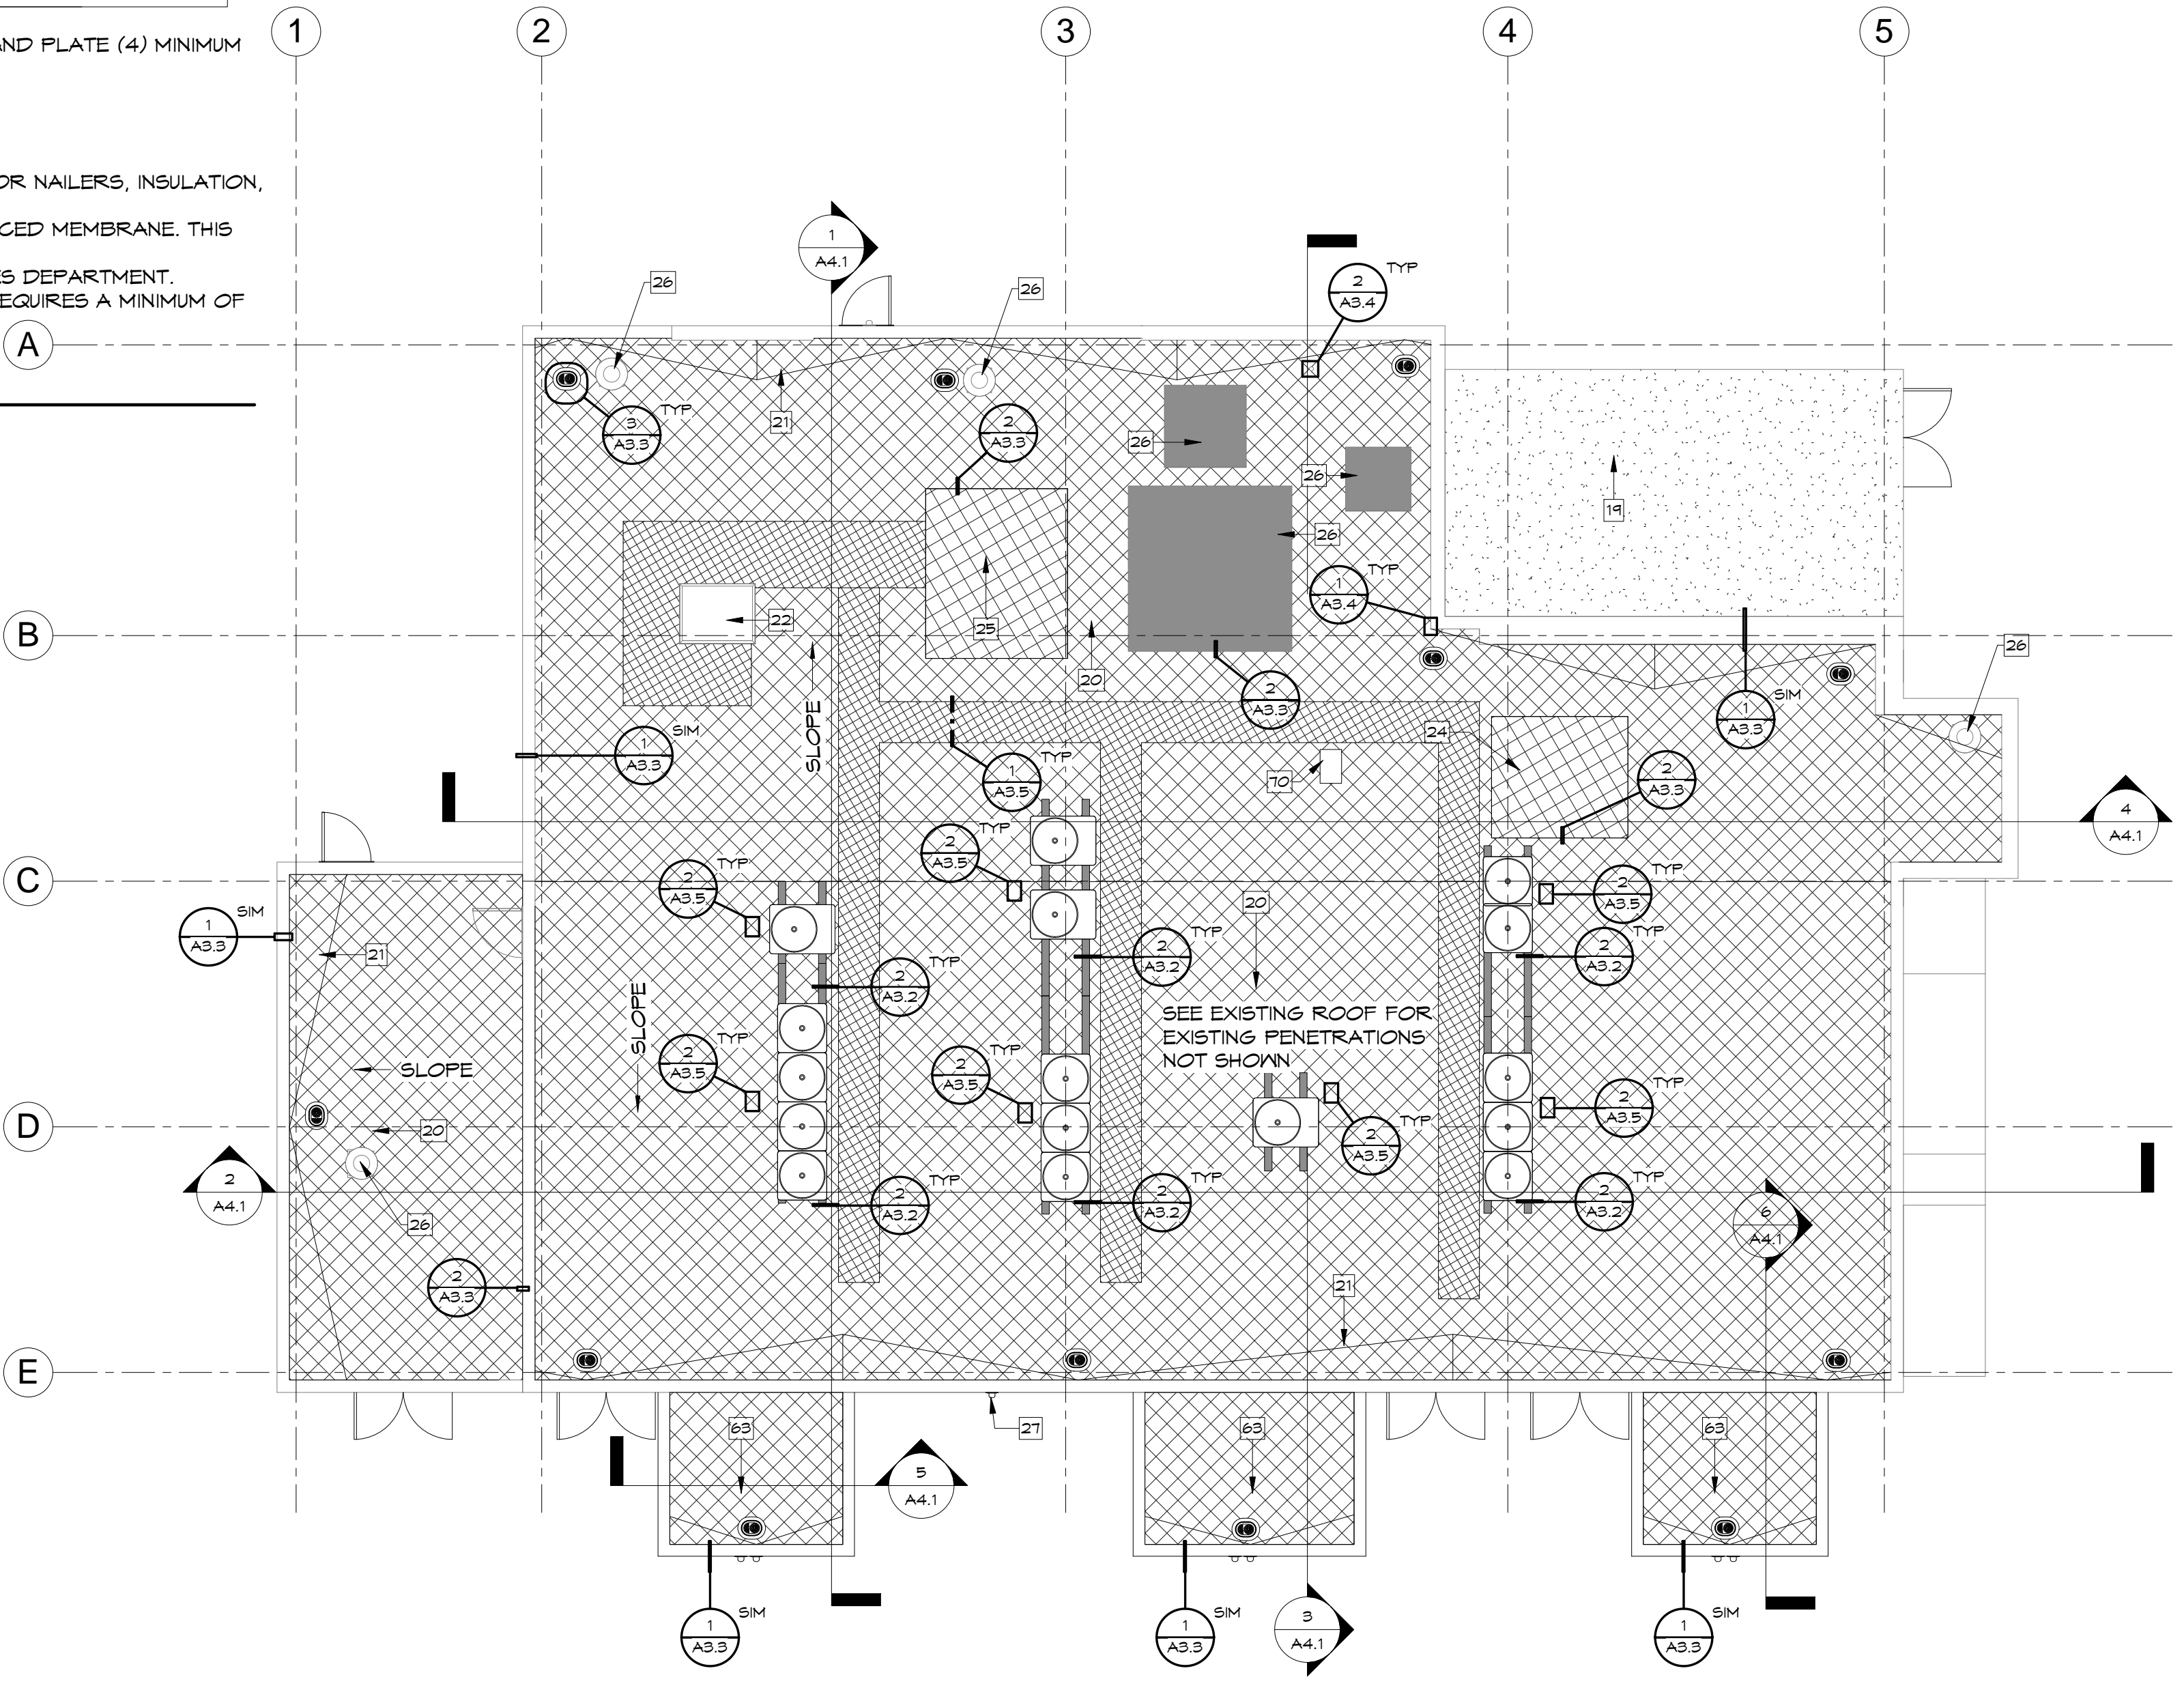 1
2
3
4
5
AND PLATE (4) MINIMUM
OR NAILERS, INSULATION,
CED MEMBRANE. THIS
ES DEPARTMENT.
EQUIRES A MINIMUM OF
1
A4.1
26
26
2
A3.4
TYP
A
3
A3.3
TYP
21
2
A3.3
26
26
19
26
1
A3.4
TYP
22
25
B
20
26
SLOPE
2
A3.3
1
A3.3
SIM
1
A3.3
SIM
24
1
A3.5
TYP
70
2
A3.3
4
A4.1
2
A3.5
TYP
C
2
A3.5
TYP
2
A3.5
TYP
1
A3.3
SIM
21
20
2
A3.2
TYP
2
A3.2
TYP
2
A3.2
TYP
SLOPE
SEE EXISTING ROOF FOR
EXISTING PENETRATIONS
NOT SHOWN
SLOPE
2
A3.5
TYP
2
A3.5
TYP
2
A3.5
TYP
D
20
2
A3.5
TYP
2
A4.1
26
2
A3.2
TYP
2
A3.2
TYP
2
A3.2
TYP
6
A4.1
2
A3.3
21
E
63
27
63
63
5
A4.1
1
A3.3
SIM
1
A3.3
SIM
3
A4.1
1
A3.3
SIM